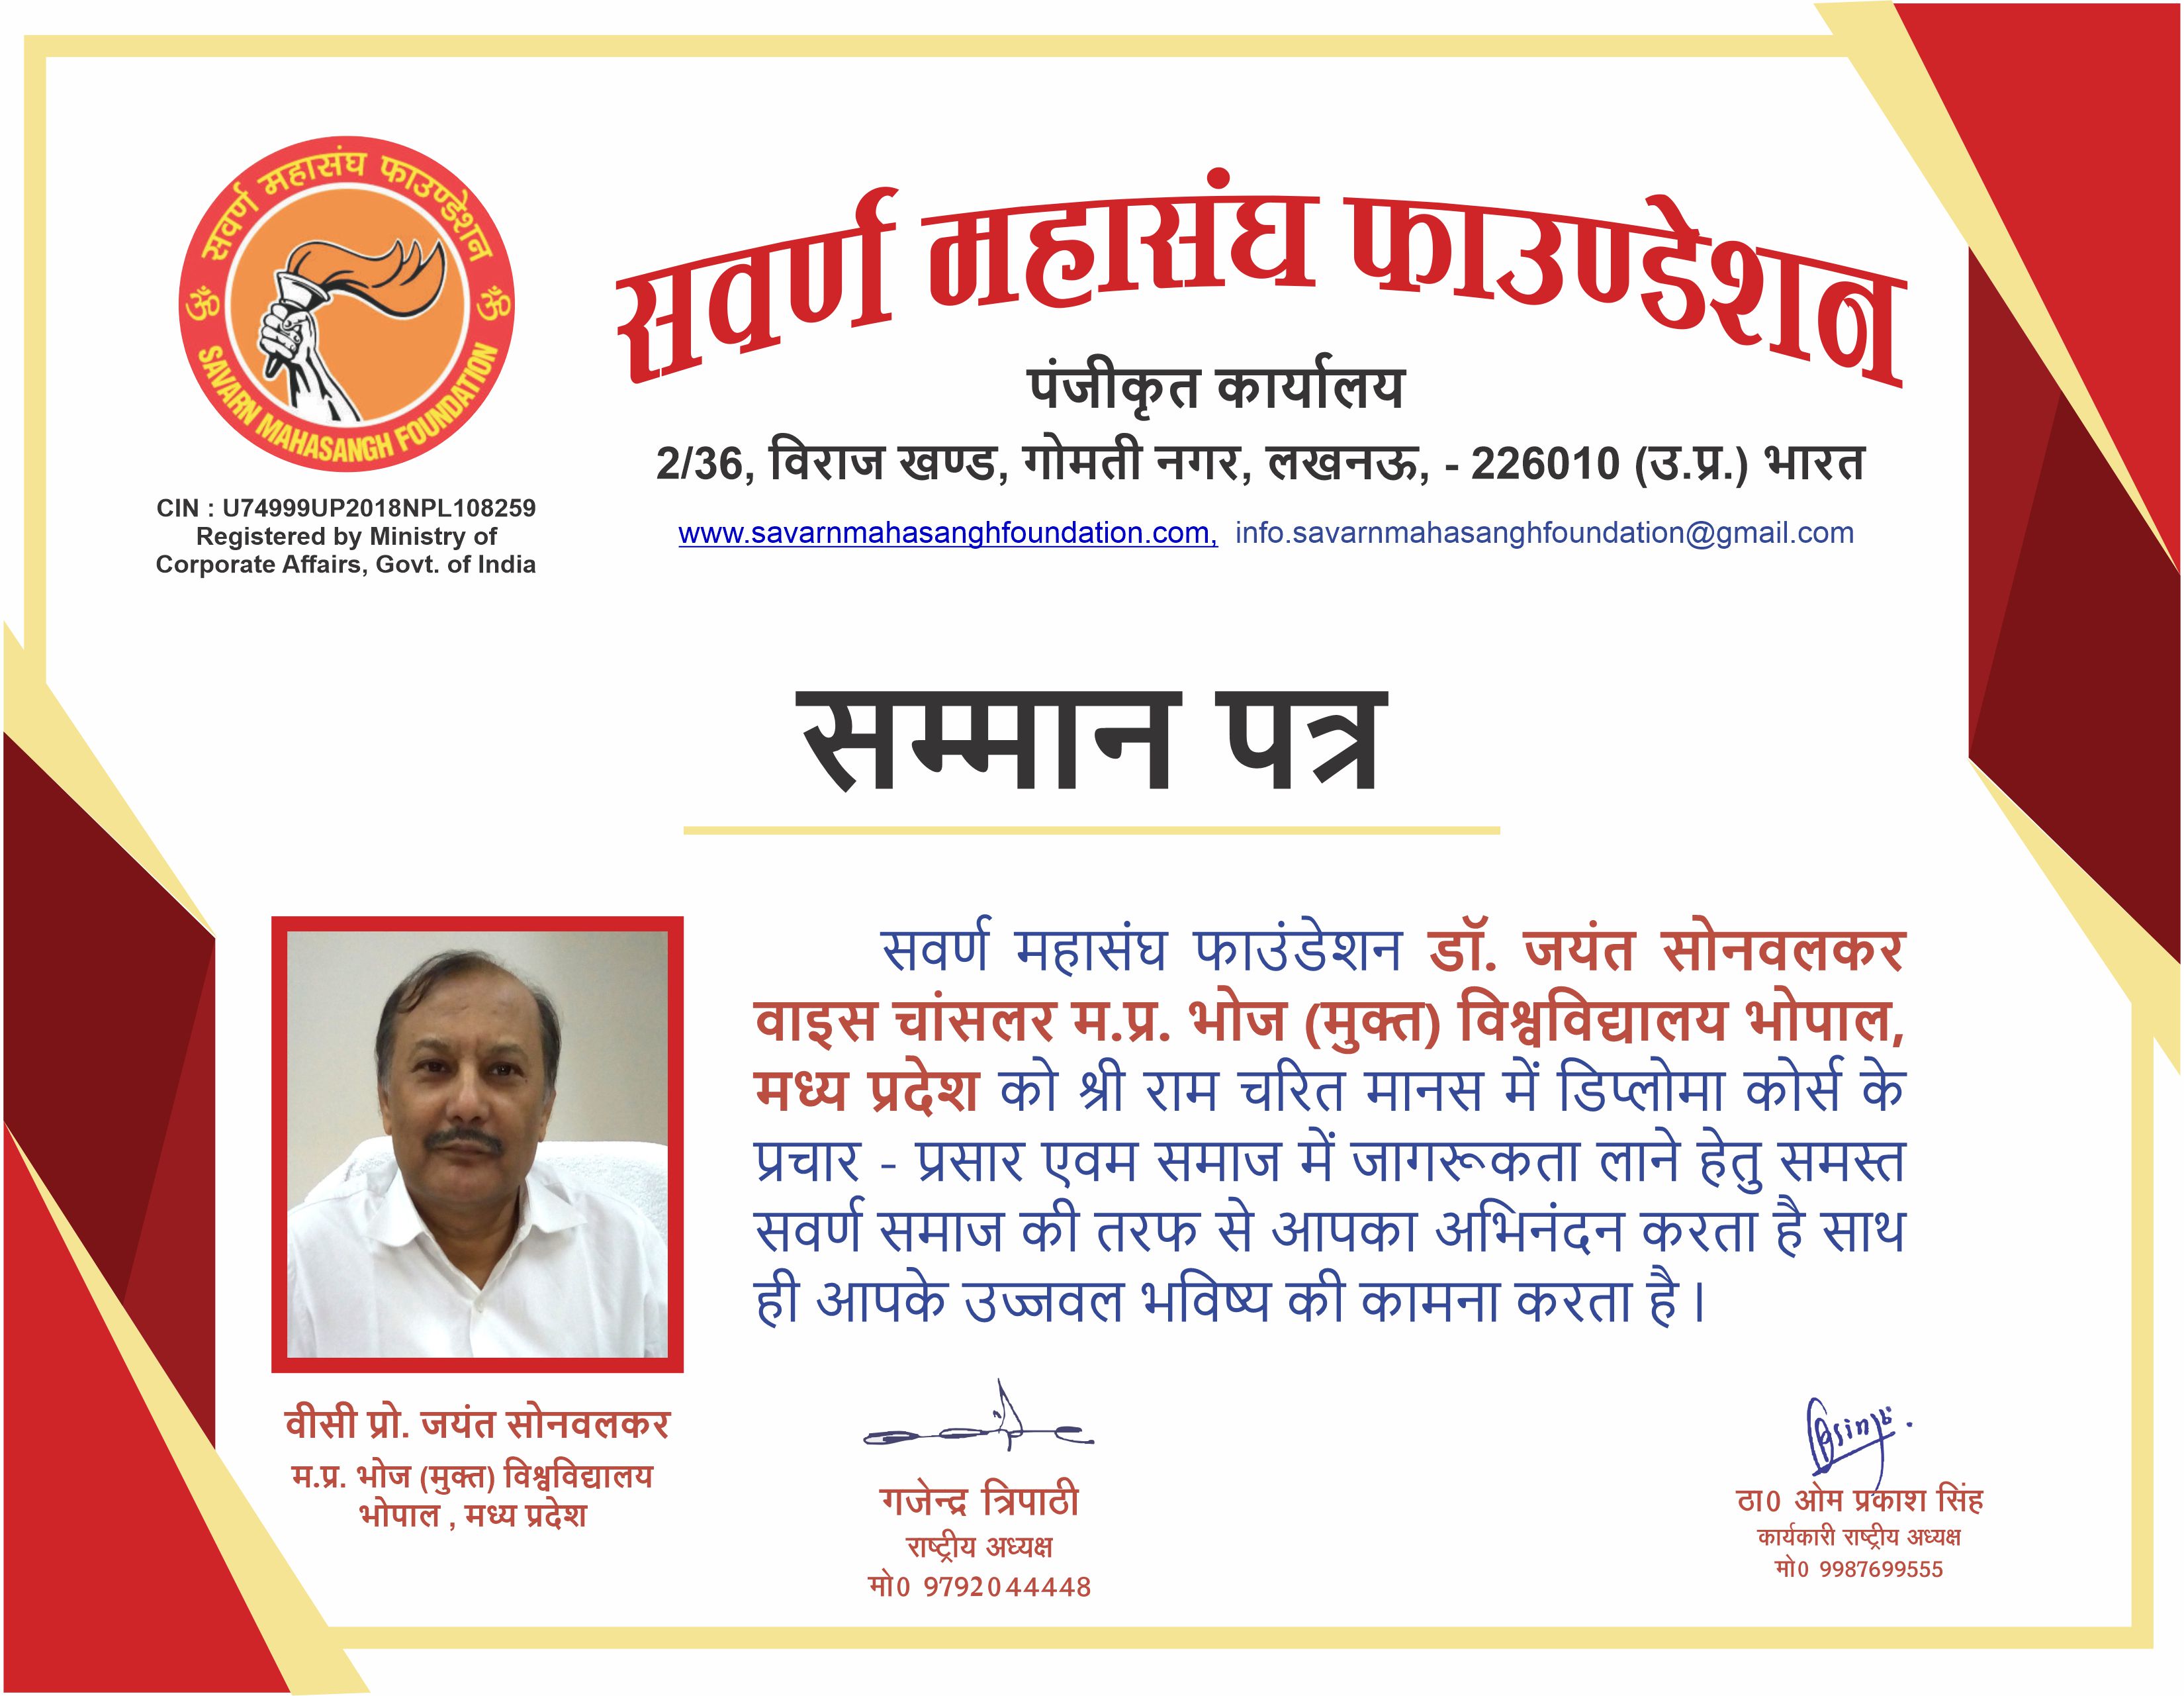 सवर्ण महासंघ फाउण्डेशन
ॐ ॐ
SAVARN MAHASANGH FOUNDATION
CIN : U74999UP2018NPL108259
Registered by Ministry of
Corporate Affairs, Govt. of India
सवर्ण महासंघ फाउण्डेशन
पंजीकृत कार्यालय
2/36, विराज खण्ड, गोमती नगर, लखनऊ, - 226010 (उ.प्र.) भारत
www.savarnmahasanghfoundation.com, info.savarnmahasanghfoundation@gmail.com
सम्मान पत्र
सवर्ण महासंघ फाउंडेशन डॉ. जयंत सोनवलकर
वाइस चांसलर म.प्र. भोज (मुक्त) विश्वविद्यालय भोपाल,
मध्य प्रदेश को श्री राम चरित मानस में डिप्लोमा कोर्स के
प्रचार - प्रसार एवम समाज में जागरूकता लाने हेतु समस्त
सवर्ण समाज की तरफ से आपका अभिनंदन करता है साथ
ही आपके उज्जवल भविष्य की कामना करता है।
वीसी प्रो. जयंत सोनवलकर
म.प्र. भोज (मुक्त) विश्वविद्यालय
भोपाल , मध्य प्रदेश
गजेन्द्र त्रिपाठी
राष्ट्रीय अध्यक्ष
मो0 9792044448
ठा0 ओम प्रकाश सिंह
कार्यकारी राष्ट्रीय अध्यक्ष
मो0 9987699555